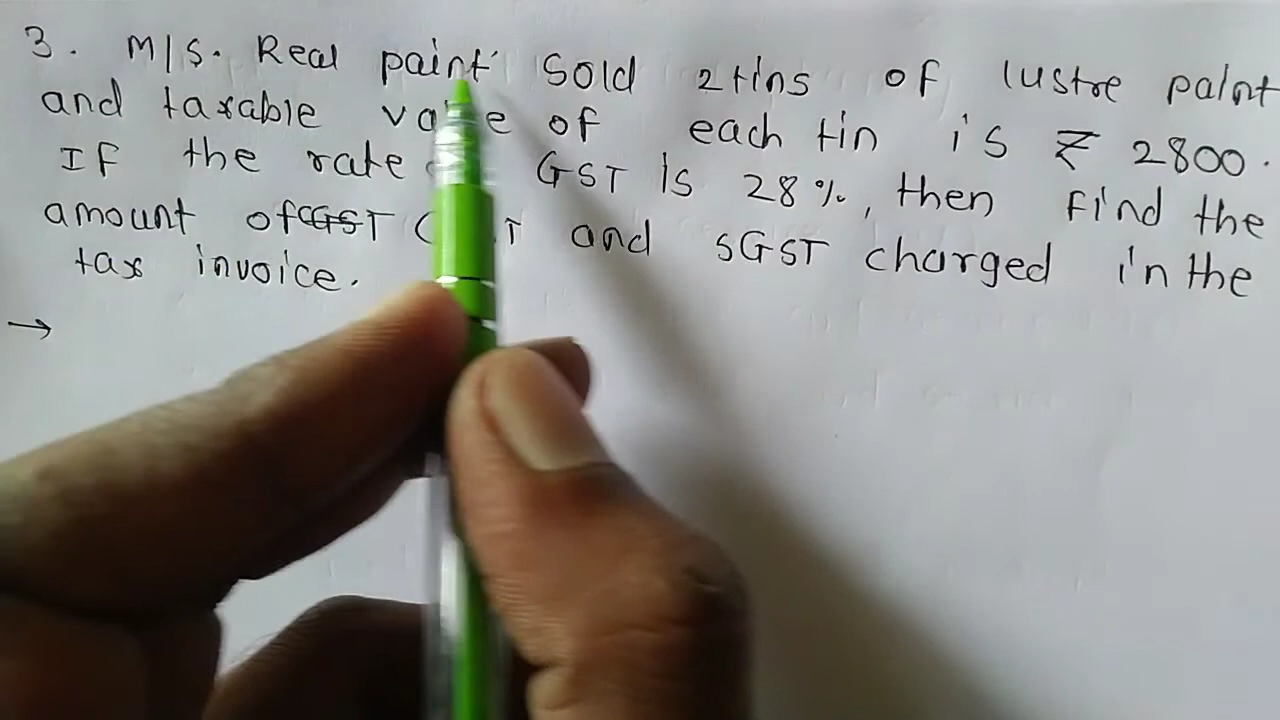 3. M/S. Real paint sold 2 tins of lustre paint
and taxable of each tin is ₹ 2800.
If the rate GST is 28%, then find the
amount of CGST and SGST charged in the
tax invoice.
→